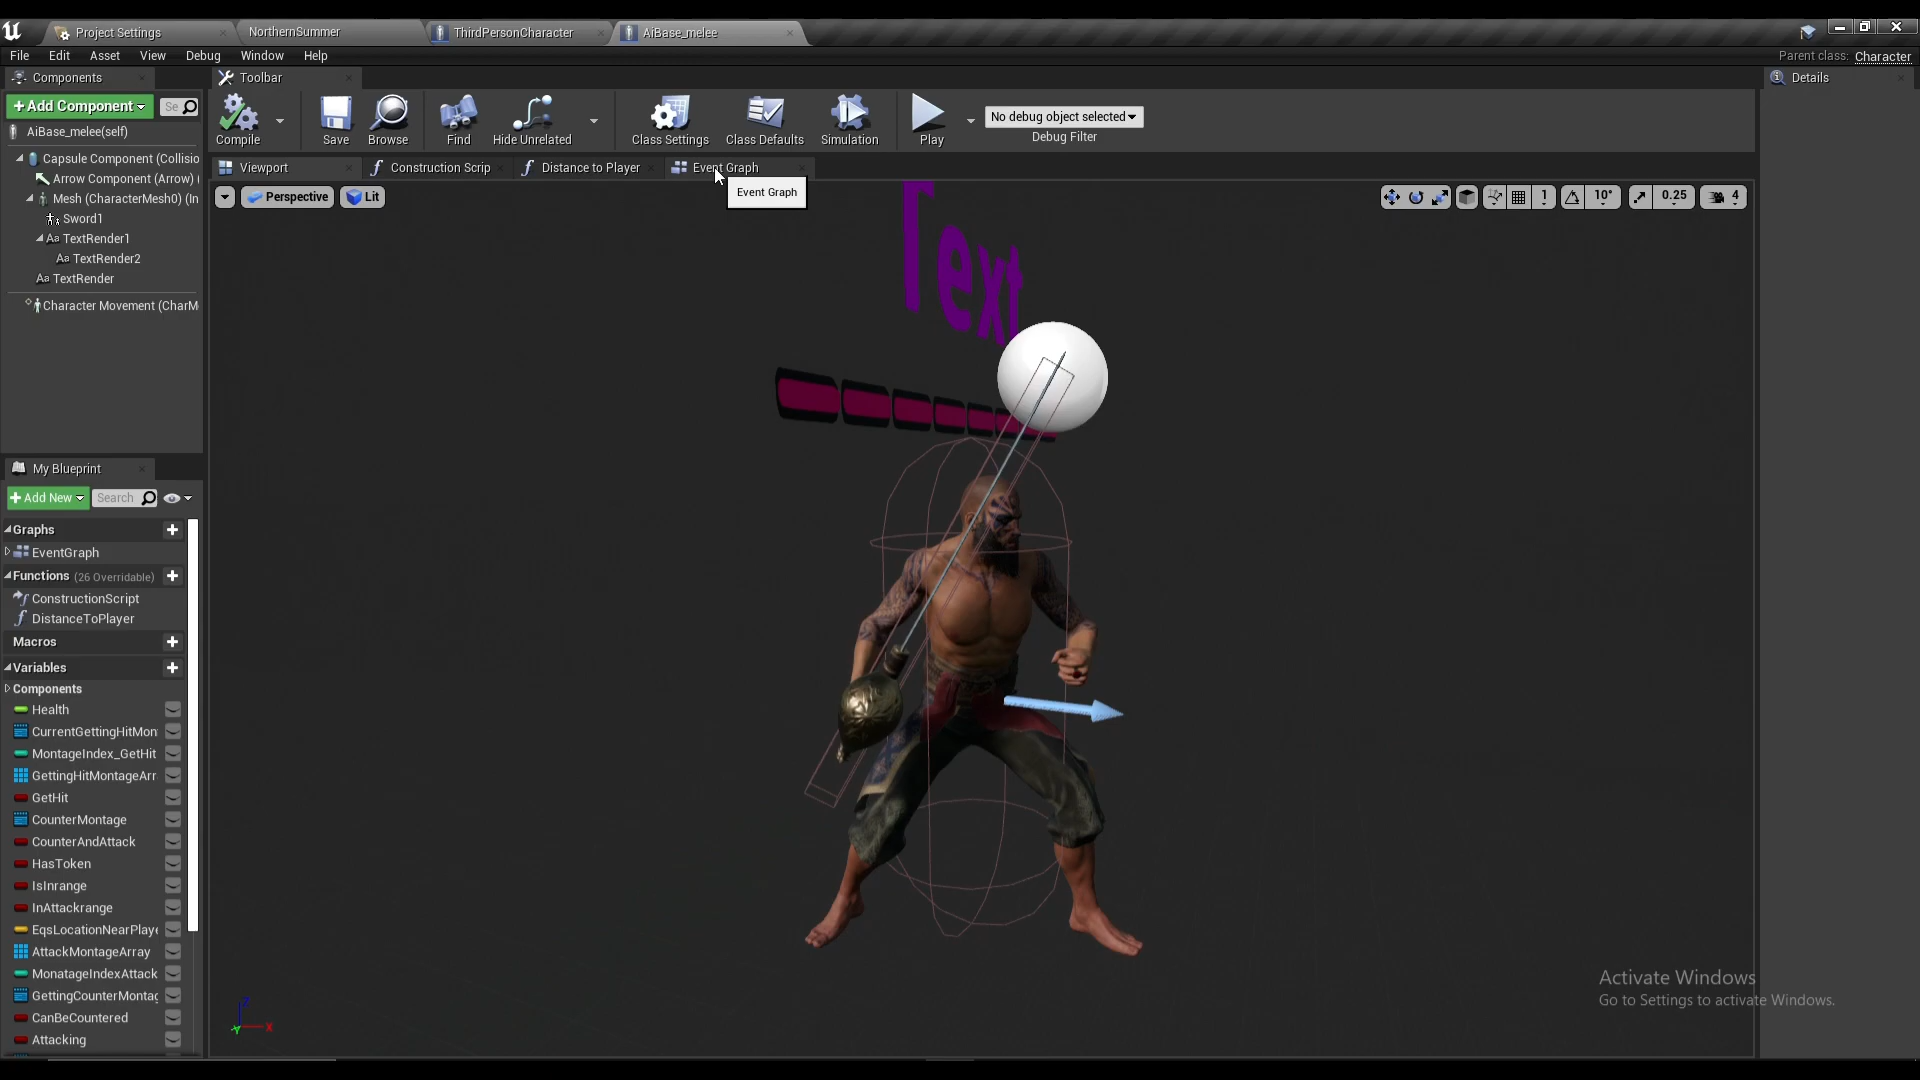 Project Settings
NorthernSummer
ThirdPersonCharacter
AiBase_melee
File
Edit
Asset
View
Debug
Window
Help
Parent class: Character
Components
Toolbar
Details
+Add Component
Se
AiBase_melee(self)
Capsule Component (Collisio
Arrow Component (Arrow) (
Mesh (CharacterMesh0) (In
Sword1
TextRender1
TextRender2
TextRender
Character Movement (CharM
Compile
Save
Browse
Find
Hide Unrelated
Class Settings
Class Defaults
Simulation
Play
No debug object selected
Debug Filter
Viewport
Construction Scrip
Distance to Player
Event Graph
Event Graph
Perspective
Lit
1
10°
0.25
4
Text
My Blueprint
+Add New
Search
Graphs
EventGraph
Functions (26 Overridable)
ConstructionScript
DistanceToPlayer
Macros
Variables
Components
Health
CurrentGettingHitMon
MontageIndex_GetHit
GettingHitMontageArr
GetHit
CounterMontage
CounterAndAttack
HasToken
IsInrange
InAttackrange
EqsLocationNearPlaye
AttackMontageArray
MonatageIndexAttack
GettingCounterMontag
CanBeCountered
Attacking
Z
X
Y
Activate Windows
Go to Settings to activate Windows.